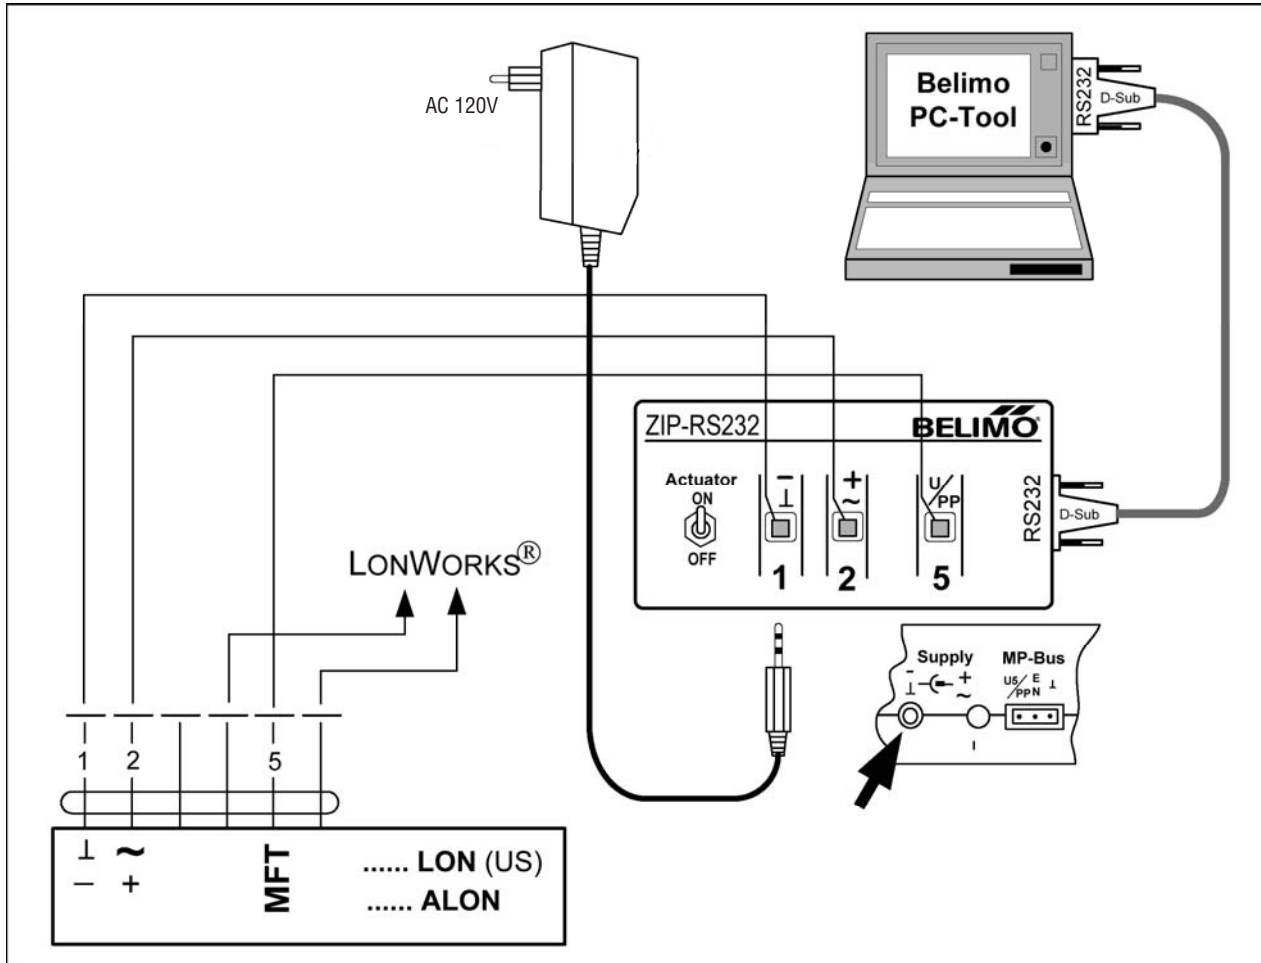 AC 120V
Belimo
PC-Tool
RS232
D-Sub
ZIP-RS232
BELIMO®
Actuator
ON
OFF
- ⊥
+ ~
U/PP
1
2
5
RS232
D-Sub
LONWORKS®
Supply
MP-Bus
- ⊥
+ ~
U5/PP
E N
⊥
I
1
2
5
⊥ ~
– +
MFT
...... LON (US)
...... ALON